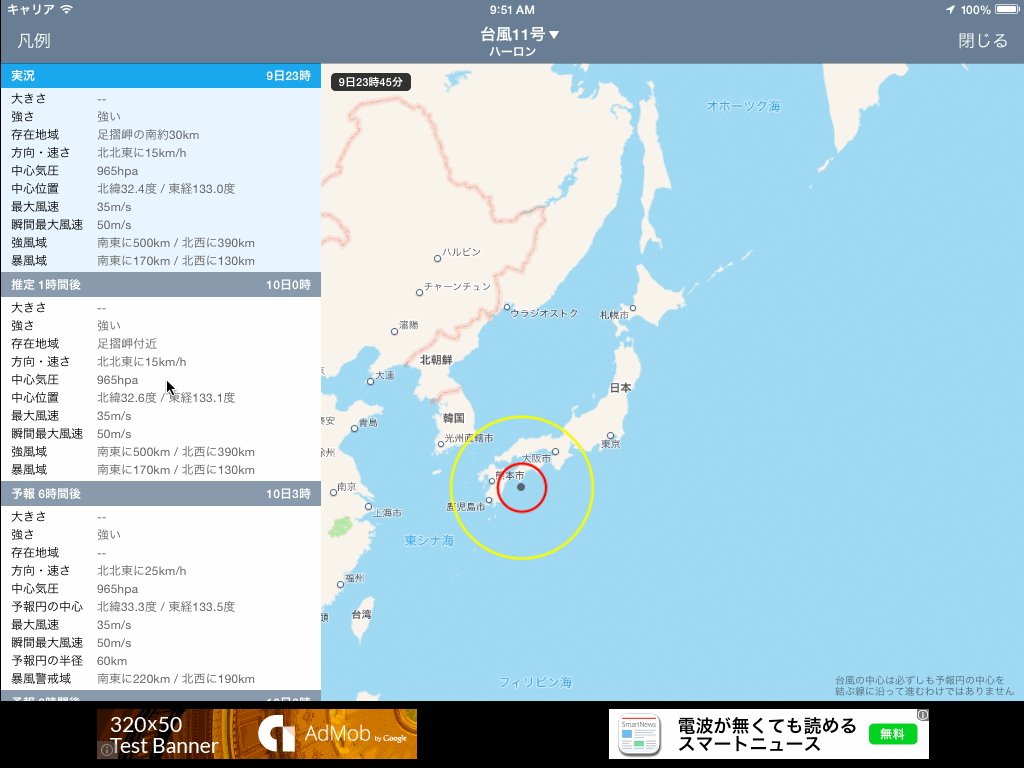 キャリア 9:51 AM 100%
凡例 台風11号▼ 閉じる
ハーロン
実況 9日23時
大きさ --
強さ 強い
存在地域 足摺岬の南約30km
方向・速さ 北北東に15km/h
中心気圧 965hpa
中心位置 北緯32.4度 / 東経133.0度
最大風速 35m/s
瞬間最大風速 50m/s
強風域 南東に500km / 北西に390km
暴風域 南東に170km / 北西に130km
推定 1時間後 10日0時
大きさ --
強さ 強い
存在地域 足摺岬付近
方向・速さ 北北東に15km/h
中心気圧 965hpa
中心位置 北緯32.6度 / 東経133.1度
最大風速 35m/s
瞬間最大風速 50m/s
強風域 南東に500km / 北西に390km
暴風域 南東に170km / 北西に130km
予報 6時間後 10日3時
大きさ --
強さ 強い
存在地域 --
方向・速さ 北北東に25km/h
中心気圧 965hpa
予報円の中心 北緯33.3度 / 東経133.5度
最大風速 35m/s
瞬間最大風速 50m/s
予報円の半径 60km
暴風警戒域 南東に220km / 北西に190km
9日23時45分
オホーツク海
ハルビン
チャーンチュン
ウラジオストク
札幌市
瀋陽
北朝鮮
大連
日本
韓国
青島
光州直轄市
東京
大阪市
熊本市
南京
鹿児島市
上海市
東シナ海
福州
台湾
フィリピン海
台風の中心は必ずしも予報円の中心を
結ぶ線に沿って進むわけではありません
320x50
Test Banner
AdMob by Google
SmartNews
電波が無くても読める
スマートニュース
無料